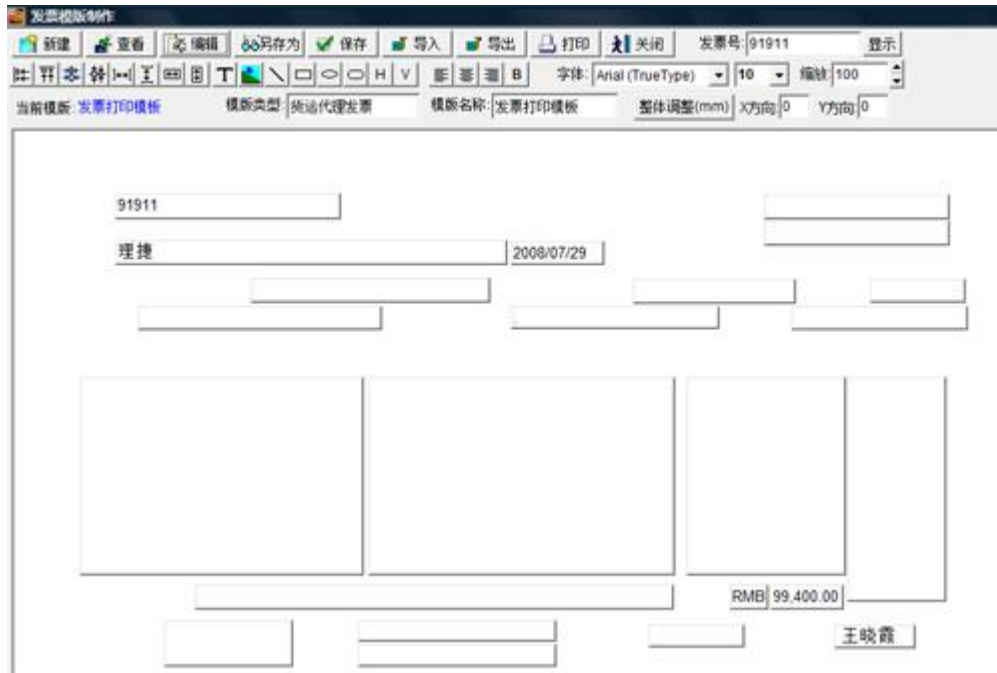 发票模版制作
新建 查看 编辑 另存为 保存 导入 导出 打印 关闭 发票号: 91911 显示
T H V B 字体: Arial (TrueType) 10 缩放: 100
当前模版: 发票打印模板 模版类型: 货运代理发票 模版名称: 发票打印模板 整体调整(mm) X方向: 0 Y方向: 0
91911
理捷 2008/07/29
RMB 99,400.00
王晓霞